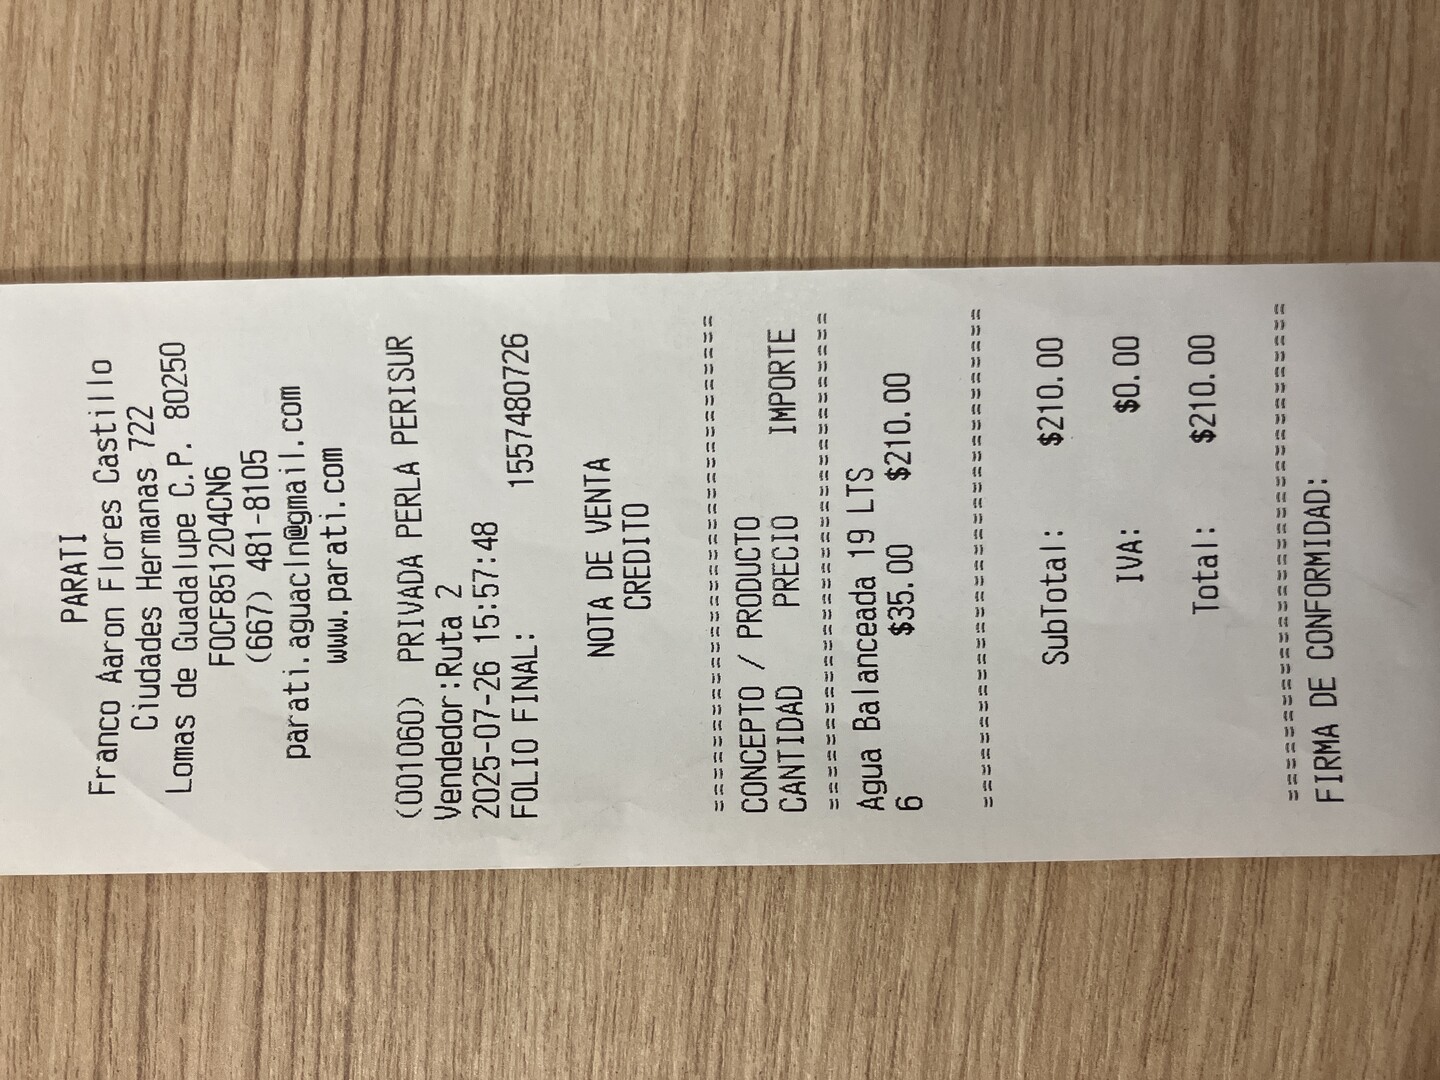 PARATI
Franco Aaron Flores Castillo
Ciudades Hermanas 722
Lomas de Guadalupe C.P. 80250
FOCF851204CN6
(667) 481-8105
parati.aguacln@gmail.com
www.parati.com
(001060) PRIVADA PERLA PERISUR
Vendedor:Ruta 2
2025-07-26 15:57:48
FOLIO FINAL: 1557480726
NOTA DE VENTA
CREDITO
================================
CONCEPTO / PRODUCTO
CANTIDAD PRECIO IMPORTE
================================
Agua Balanceada 19 LTS
6 $35.00 $210.00
================================
SubTotal: $210.00
IVA: $0.00
Total: $210.00
================================
FIRMA DE CONFORMIDAD: